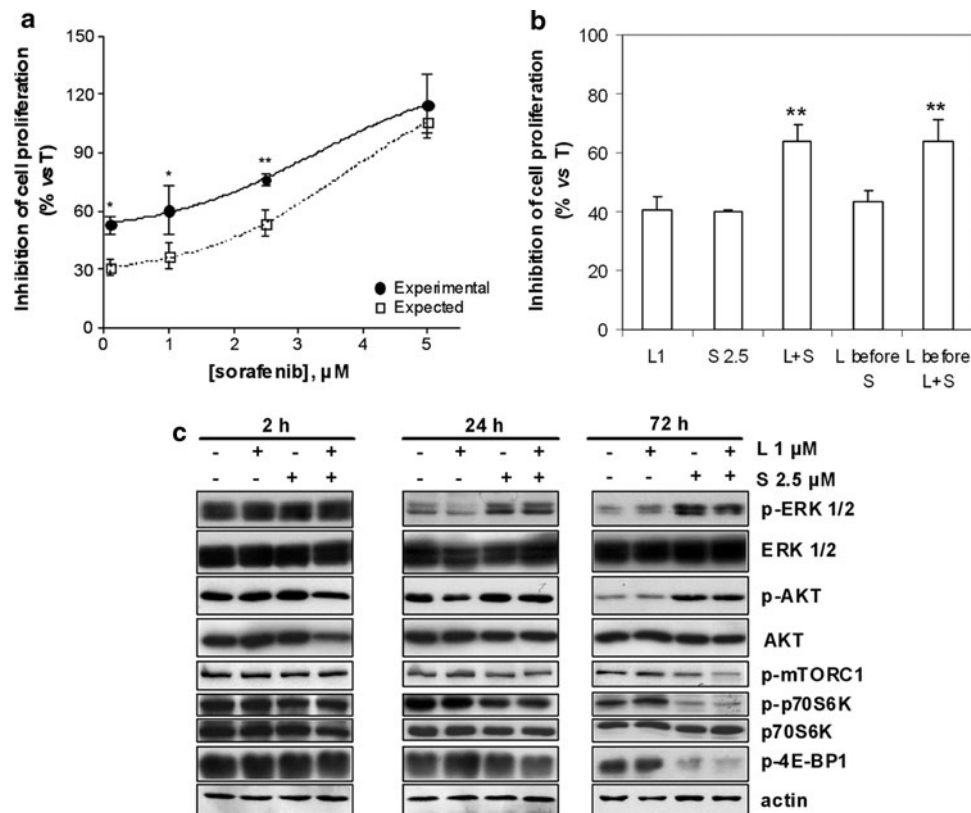 a
Inhibition of cell proliferation
(% vs T)
150
120
90
60
30
0
*
*
**
Experimental
Expected
0 1 2 3 4 5
[sorafenib], µM
b
Inhibition of cell proliferation
(% vs T)
100
80
60
40
20
0
**
**
L1 S 2.5 L+S L before S L before L+S
c
2 h 24 h 72 h
- + - + - + - + - + - + L 1 µM
- - + + - - + + - - + + S 2.5 µM
p-ERK 1/2
ERK 1/2
p-AKT
AKT
p-mTORC1
p-p70S6K
p70S6K
p-4E-BP1
actin